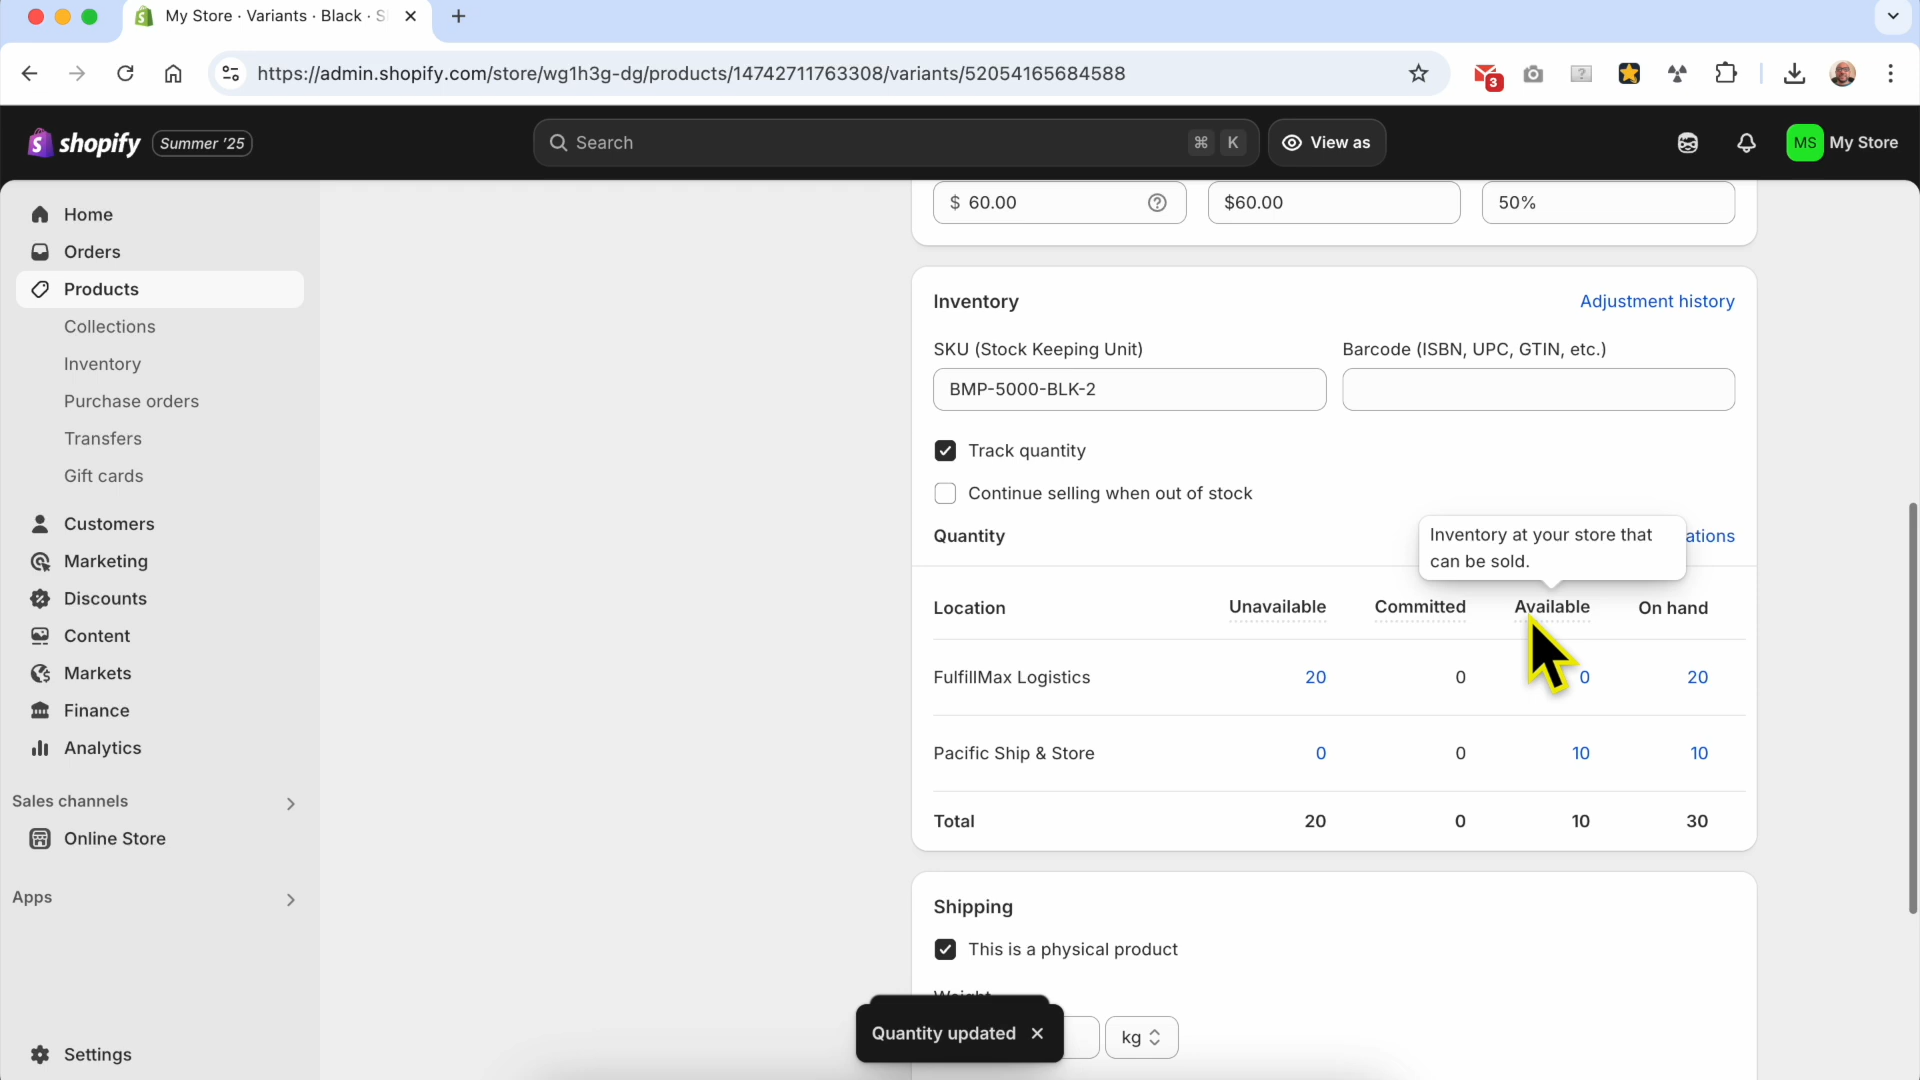 My Store · Variants · Black · S
https://admin.shopify.com/store/wg1h3g-dg/products/14742711763308/variants/52054165684588
3
?
shopify
Summer '25
Search
⌘ K
View as
MS
My Store
Home
Orders
Products
Collections
Inventory
Purchase orders
Transfers
Gift cards
Customers
Marketing
Discounts
Content
Markets
Finance
Analytics
Sales channels
Online Store
Apps
Settings
$ 60.00
$60.00
50%
Inventory
Adjustment history
SKU (Stock Keeping Unit)
Barcode (ISBN, UPC, GTIN, etc.)
BMP-5000-BLK-2
Track quantity
Continue selling when out of stock
Quantity
ations
Inventory at your store that
can be sold.
Location Unavailable Committed Available On hand
FulfillMax Logistics 20 0 0 20
Pacific Ship & Store 0 0 10 10
Total 20 0 10 30
Shipping
This is a physical product
Weight
kg
Quantity updated